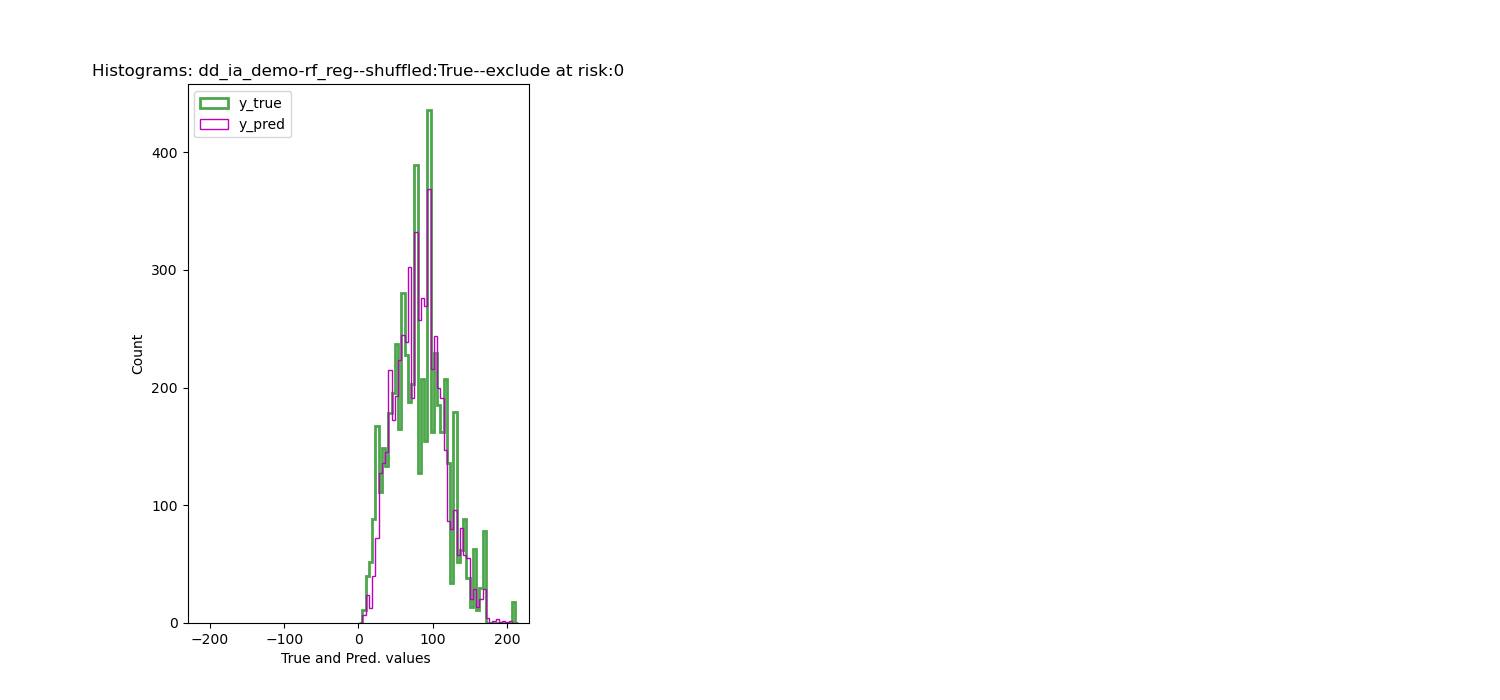 Histograms: dd_ia_demo-rf_reg--shuffled:True--exclude at risk:0
y_true
y_pred
400
300
200
100
0
Count
−200 −100 0 100 200
True and Pred. values